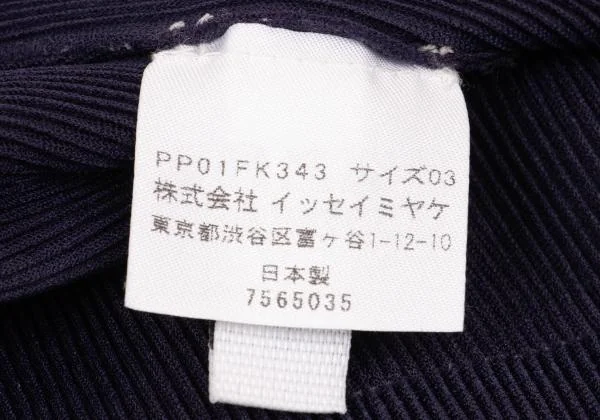 PP01FK343 サイズ03
株式会社 イッセイミヤケ
東京都渋谷区富ヶ谷1-12-10
日本製
7565035